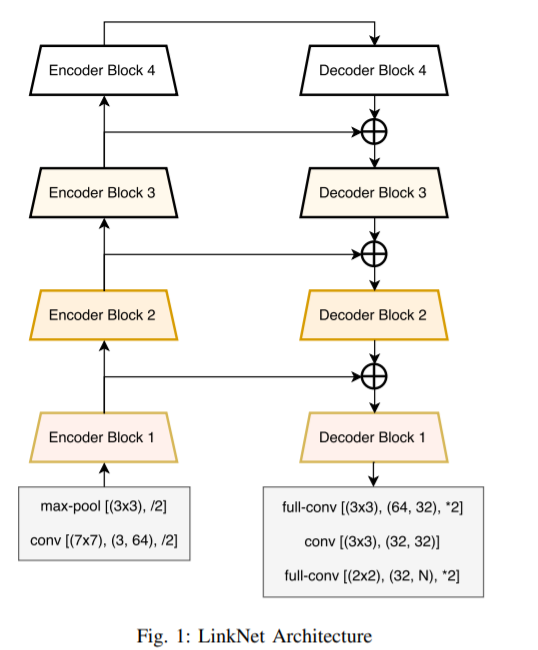 Encoder Block 4
Decoder Block 4
Encoder Block 3
Decoder Block 3
Encoder Block 2
Decoder Block 2
Encoder Block 1
Decoder Block 1
max-pool [(3x3), /2]
conv [(7x7), (3, 64), /2]
full-conv [(3x3), (64, 32), *2]
conv [(3x3), (32, 32)]
full-conv [(2x2), (32, N), *2]
Fig. 1: LinkNet Architecture